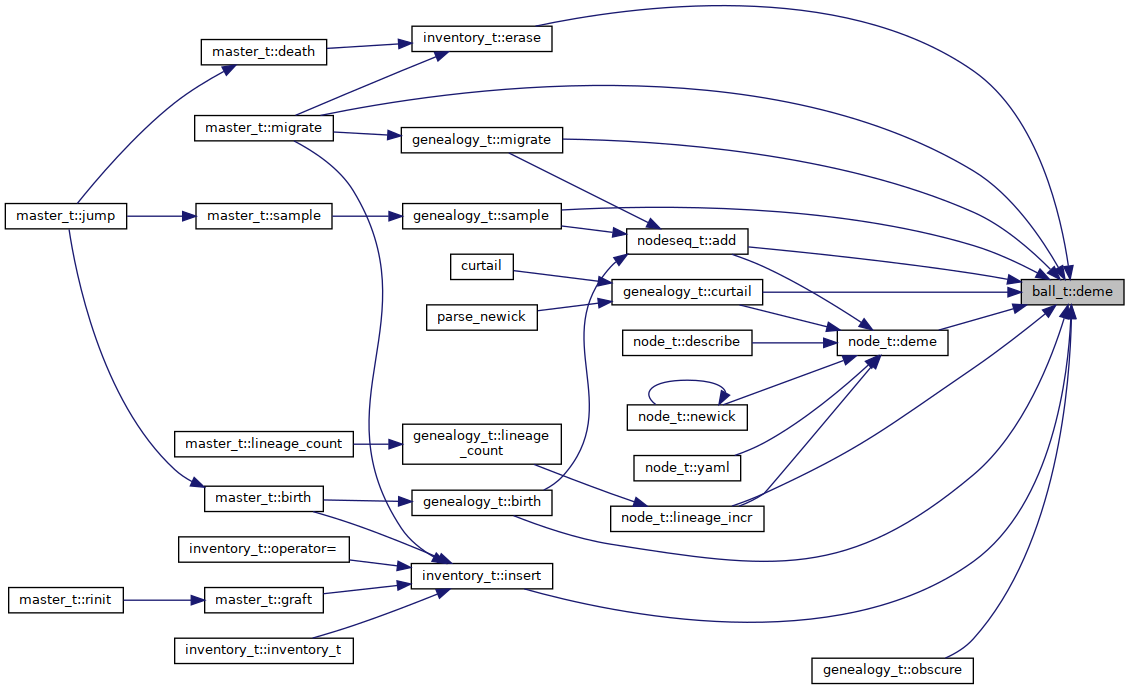 inventory_t::erase
master_t::death
master_t::migrate
genealogy_t::migrate
master_t::jump
master_t::sample
genealogy_t::sample
nodeseq_t::add
curtail
genealogy_t::curtail
ball_t::deme
parse_newick
node_t::describe
node_t::deme
node_t::newick
master_t::lineage_count
genealogy_t::lineage
_count
node_t::yaml
master_t::birth
genealogy_t::birth
node_t::lineage_incr
inventory_t::operator=
inventory_t::insert
master_t::rinit
master_t::graft
inventory_t::inventory_t
genealogy_t::obscure